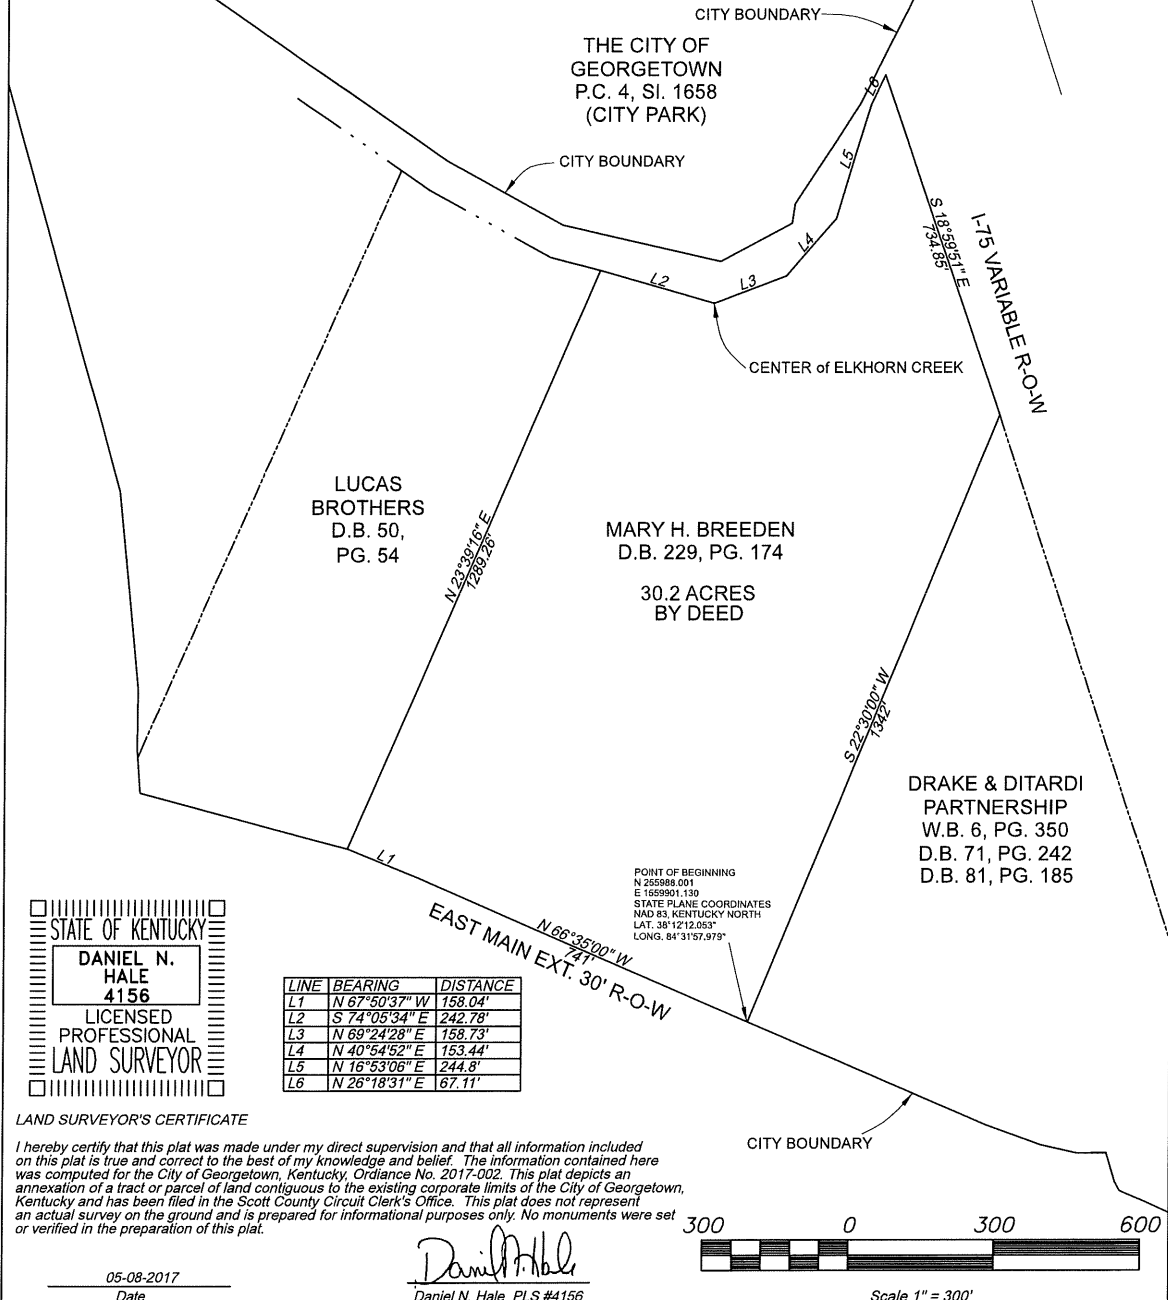 CITY BOUNDARY
THE CITY OF
GEORGETOWN
P.C. 4, Sl. 1658
(CITY PARK)
CITY BOUNDARY
L6
L5
L4
L3
L2
S 18°59'51" E
734.85'
I-75 VARIABLE R-O-W
CENTER of ELKHORN CREEK
LUCAS
BROTHERS
D.B. 50,
PG. 54
N 23°39'16" E
1289.26'
MARY H. BREEDEN
D.B. 229, PG. 174
30.2 ACRES
BY DEED
S 22°30'00" W
1342'
DRAKE & DITARDI
PARTNERSHIP
W.B. 6, PG. 350
D.B. 71, PG. 242
D.B. 81, PG. 185
L1
POINT OF BEGINNING
N 255988.001
E 1559901.130
STATE PLANE COORDINATES
NAD 83, KENTUCKY NORTH
LAT. 38°12'12.053"
LONG. 84°31'57.979"
N 66°35'00" W
741'
EAST MAIN EXT. 30' R-O-W
STATE OF KENTUCKY
DANIEL N.
HALE
4156
LICENSED
PROFESSIONAL
LAND SURVEYOR
LINE BEARING DISTANCE
L1 N 67°50'37" W 158.04'
L2 S 74°05'34" E 242.78'
L3 N 69°24'28" E 158.73'
L4 N 40°54'52" E 153.44'
L5 N 16°53'06" E 244.8'
L6 N 26°18'31" E 67.11'
CITY BOUNDARY
LAND SURVEYOR'S CERTIFICATE
I hereby certify that this plat was made under my direct supervision and that all information included
on this plat is true and correct to the best of my knowledge and belief. The information contained here
was computed for the City of Georgetown, Kentucky, Ordiance No. 2017-002. This plat depicts an
annexation of a tract or parcel of land contiguous to the existing corporate limits of the City of Georgetown,
Kentucky and has been filed in the Scott County Circuit Clerk's Office. This plat does not represent
an actual survey on the ground and is prepared for informational purposes only. No monuments were set
or verified in the preparation of this plat.
300 0 300 600
Scale 1" = 300'
05-08-2017
Date
Daniel N. Hale
Daniel N. Hale, PLS #4156